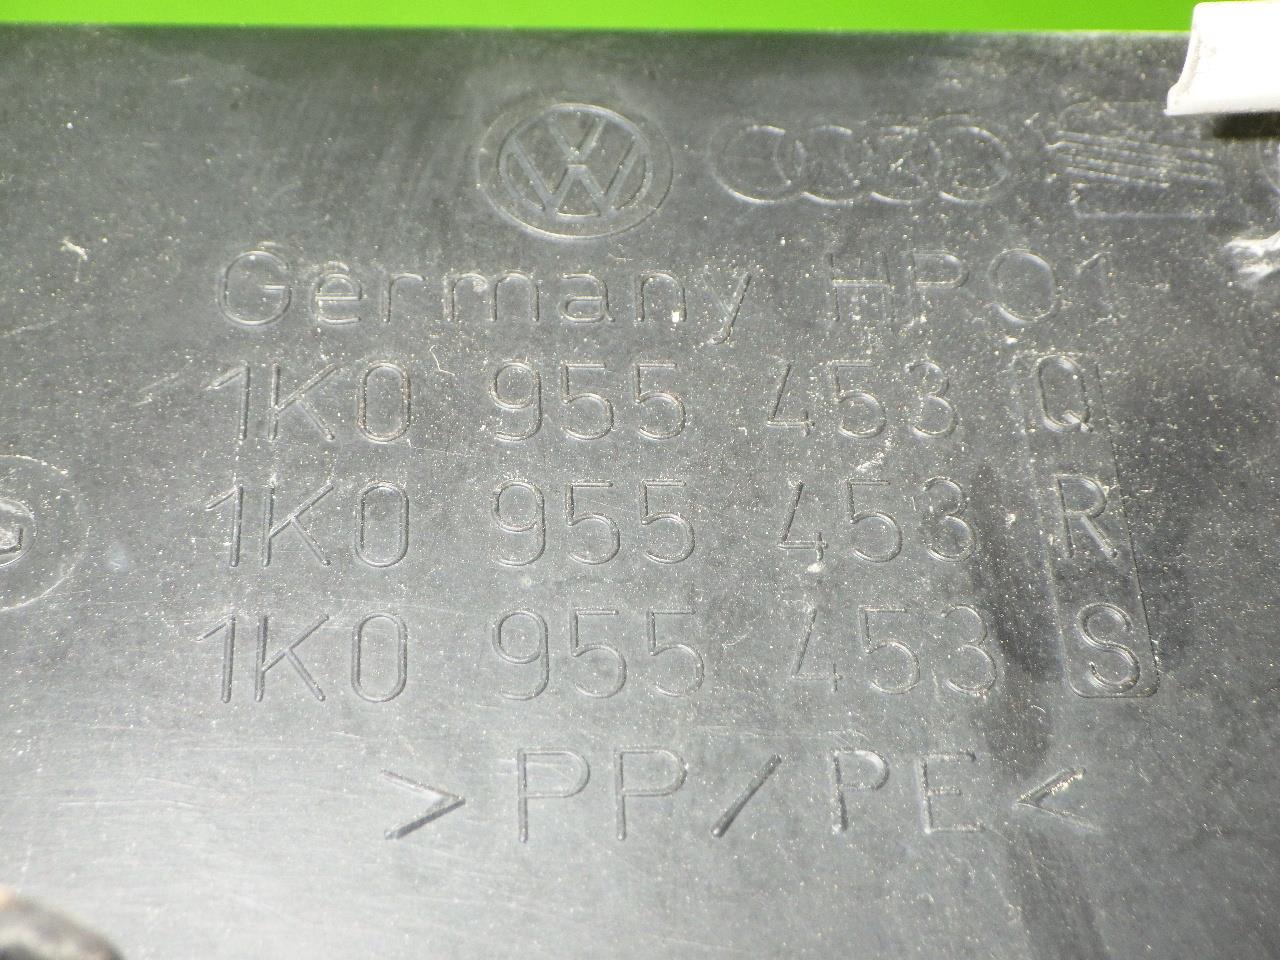 Germany HPO1
1K0 955 453 Q
1K0 955 453 R
1K0 955 453 S
>PP/PE<